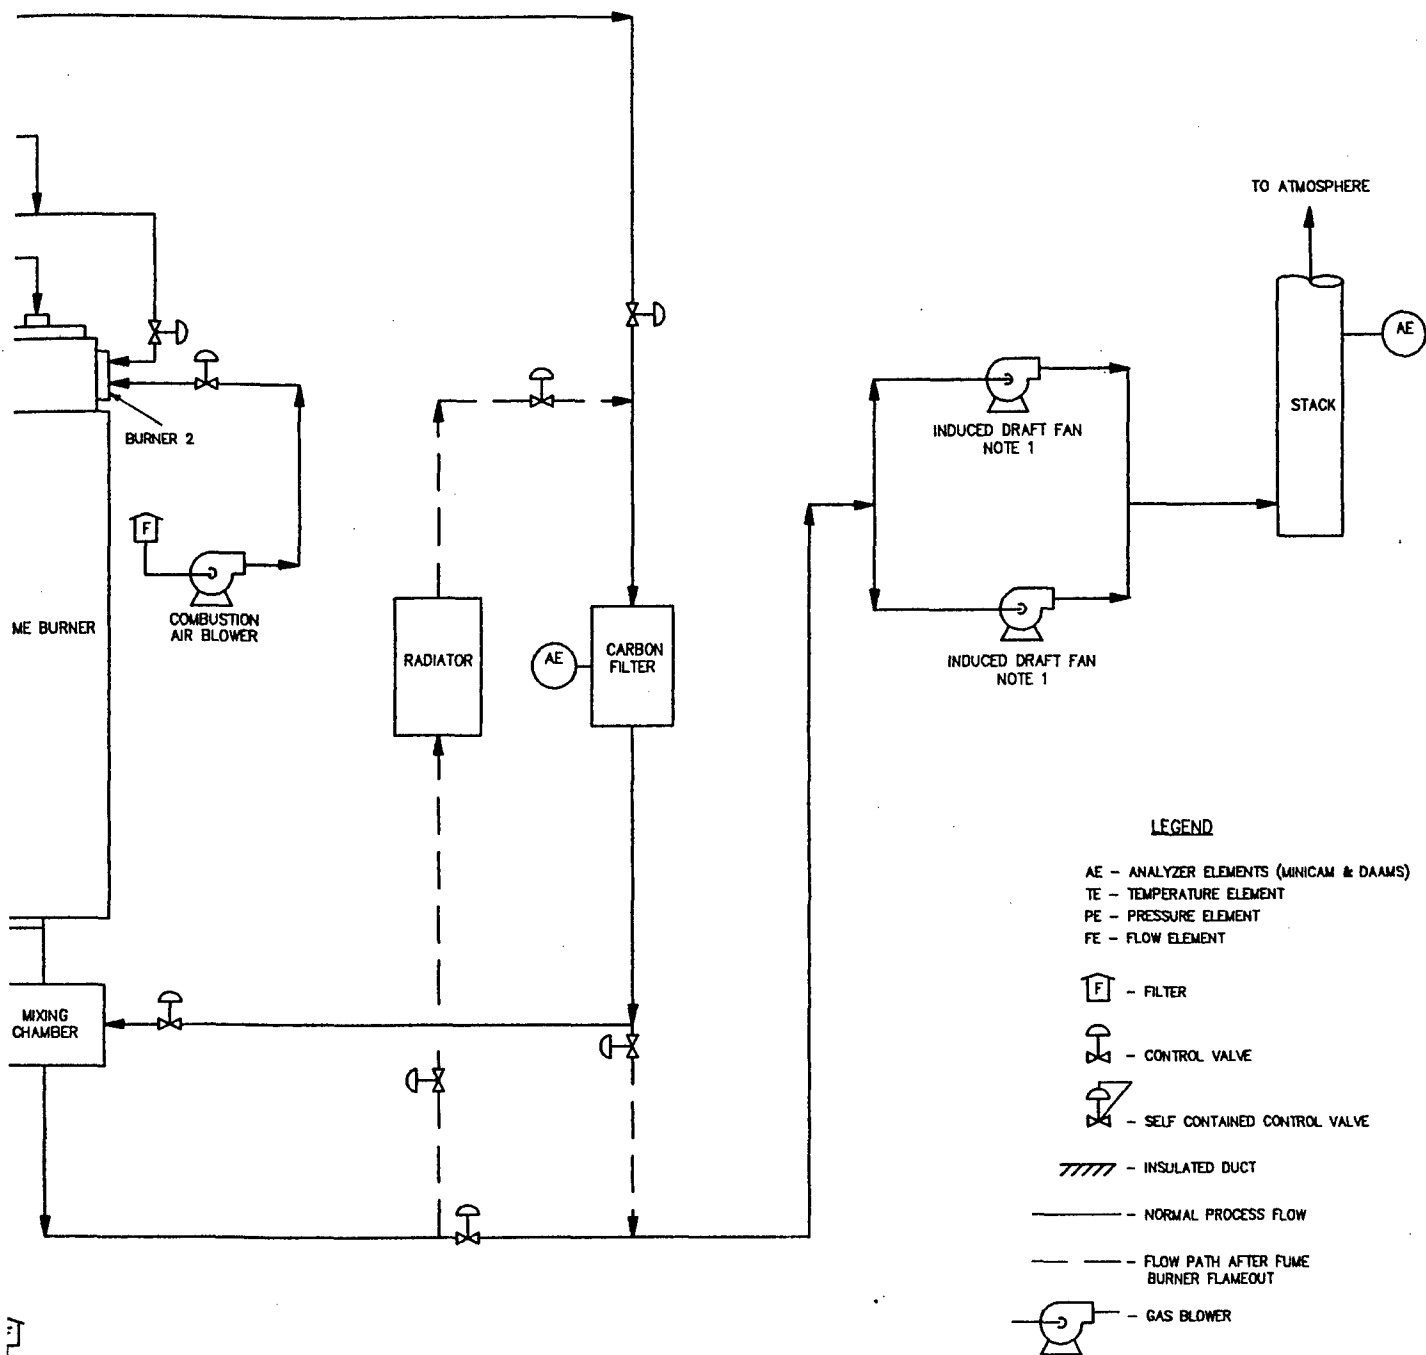 TO ATMOSPHERE
AE
STACK
BURNER 2
INDUCED DRAFT FAN
NOTE 1
F
COMBUSTION
AIR BLOWER
ME BURNER
RADIATOR
AE
CARBON
FILTER
INDUCED DRAFT FAN
NOTE 1
MIXING
CHAMBER
LEGEND
AE - ANALYZER ELEMENTS (MINICAM & DAAMS)
TE - TEMPERATURE ELEMENT
PE - PRESSURE ELEMENT
FE - FLOW ELEMENT
F - FILTER
- CONTROL VALVE
- SELF CONTAINED CONTROL VALVE
- INSULATED DUCT
- NORMAL PROCESS FLOW
- FLOW PATH AFTER FUME
BURNER FLAMEOUT
- GAS BLOWER